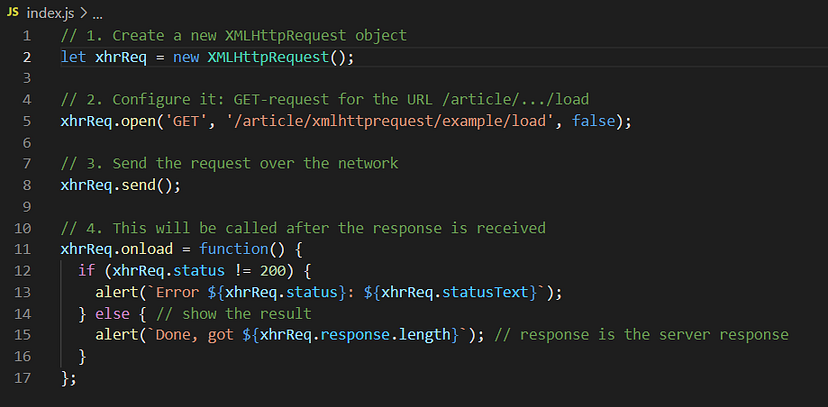 JS index.js > ...
1 // 1. Create a new XMLHttpRequest object
2 let xhrReq = new XMLHttpRequest();
3
4 // 2. Configure it: GET-request for the URL /article/.../load
5 xhrReq.open('GET', '/article/xmlhttprequest/example/load', false);
6
7 // 3. Send the request over the network
8 xhrReq.send();
9
10 // 4. This will be called after the response is received
11 xhrReq.onload = function() {
12   if (xhrReq.status != 200) {
13     alert(`Error ${xhrReq.status}: ${xhrReq.statusText}`);
14   } else { // show the result
15     alert(`Done, got ${xhrReq.response.length}`); // response is the server response
16   }
17 };